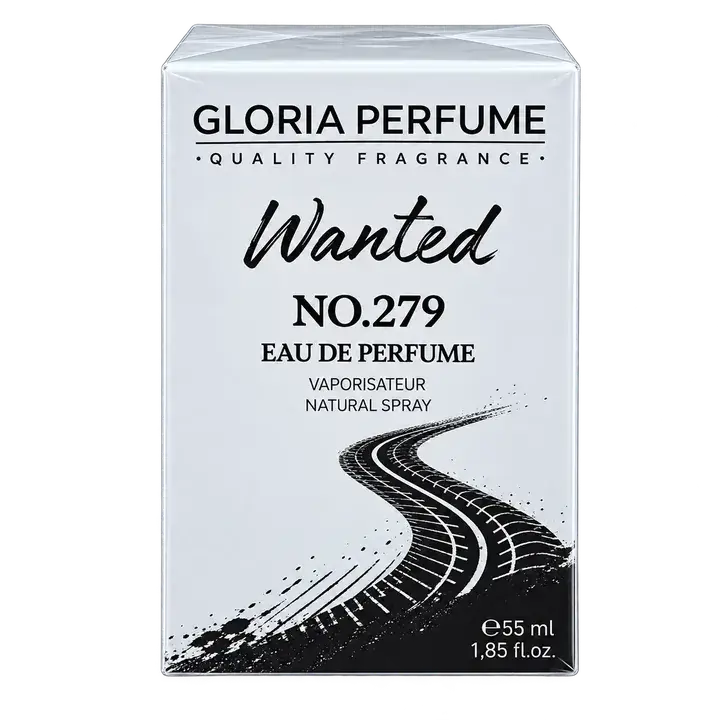 GLORIA PERFUME
• QUALITY FRAGRANCE •
Wanted
NO.279
EAU DE PERFUME
VAPORISATEUR
NATURAL SPRAY
℮55 ml
1,85 fl.oz.